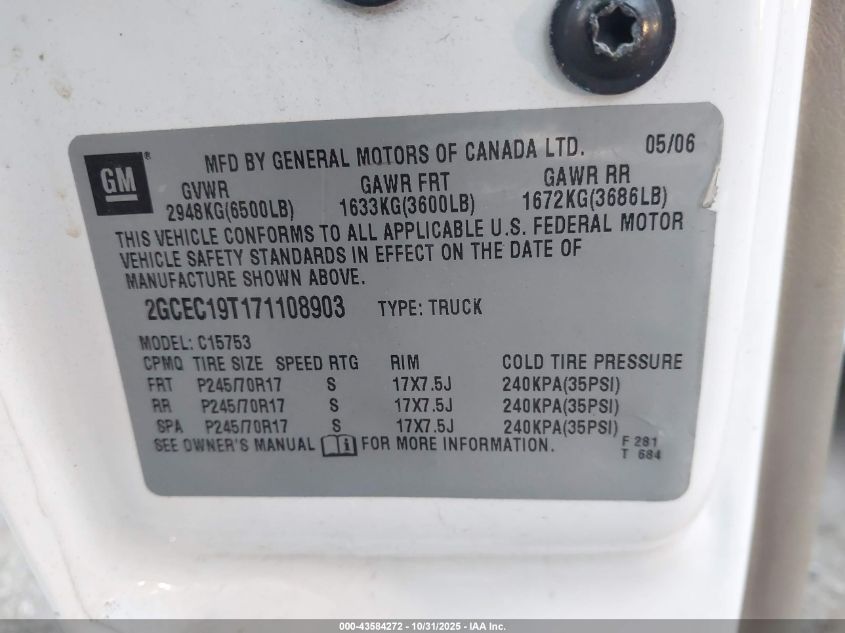 GM®
MFD BY GENERAL MOTORS OF CANADA LTD. 05/06
GVWR GAWR FRT GAWR RR
2948KG(6500LB) 1633KG(3600LB) 1672KG(3686LB)
THIS VEHICLE CONFORMS TO ALL APPLICABLE U.S. FEDERAL MOTOR
VEHICLE SAFETY STANDARDS IN EFFECT ON THE DATE OF
MANUFACTURE SHOWN ABOVE.
2GCEC19T171108903 TYPE: TRUCK
MODEL: C15753
CPMQ TIRE SIZE SPEED RTG RIM COLD TIRE PRESSURE
FRT P245/70R17 S 17X7.5J 240KPA(35PSI)
RR P245/70R17 S 17X7.5J 240KPA(35PSI)
SPA P245/70R17 S 17X7.5J 240KPA(35PSI)
SEE OWNER'S MANUAL i FOR MORE INFORMATION. F 281
T 684
000-43584272 - 10/31/2025 - IAA Inc.